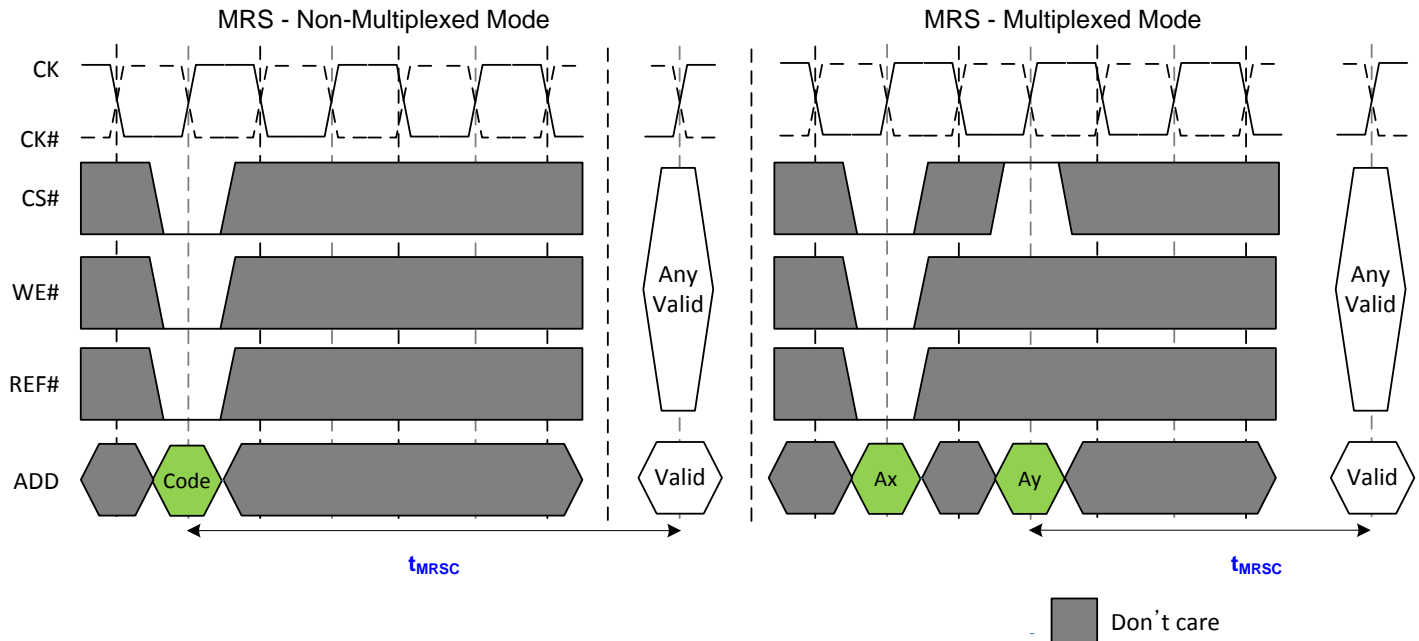 MRS - Non-Multiplexed Mode
MRS - Multiplexed Mode
CK
CK#
CS#
WE#
REF#
ADD
Any
Valid
Any
Valid
Code
Valid
Ax
Ay
Valid
tMRSC
tMRSC
Don't care